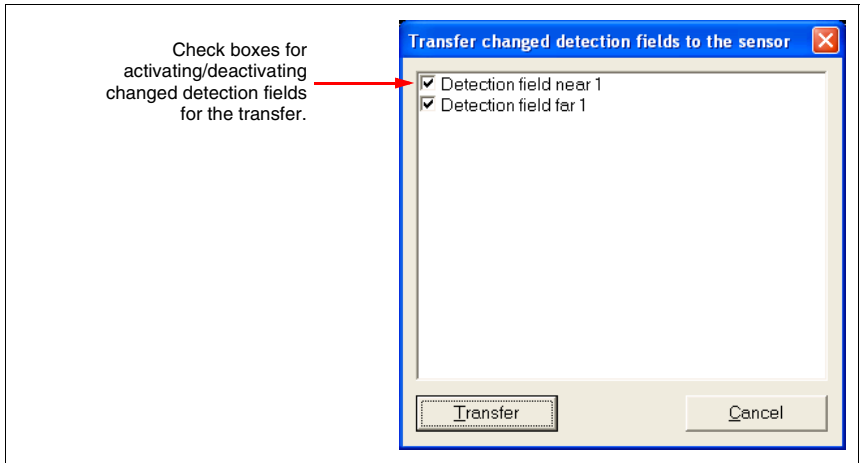 Check boxes for
activating/deactivating
changed detection fields
for the transfer.
Transfer changed detection fields to the sensor
Detection field near 1
Detection field far 1
Transfer
Cancel